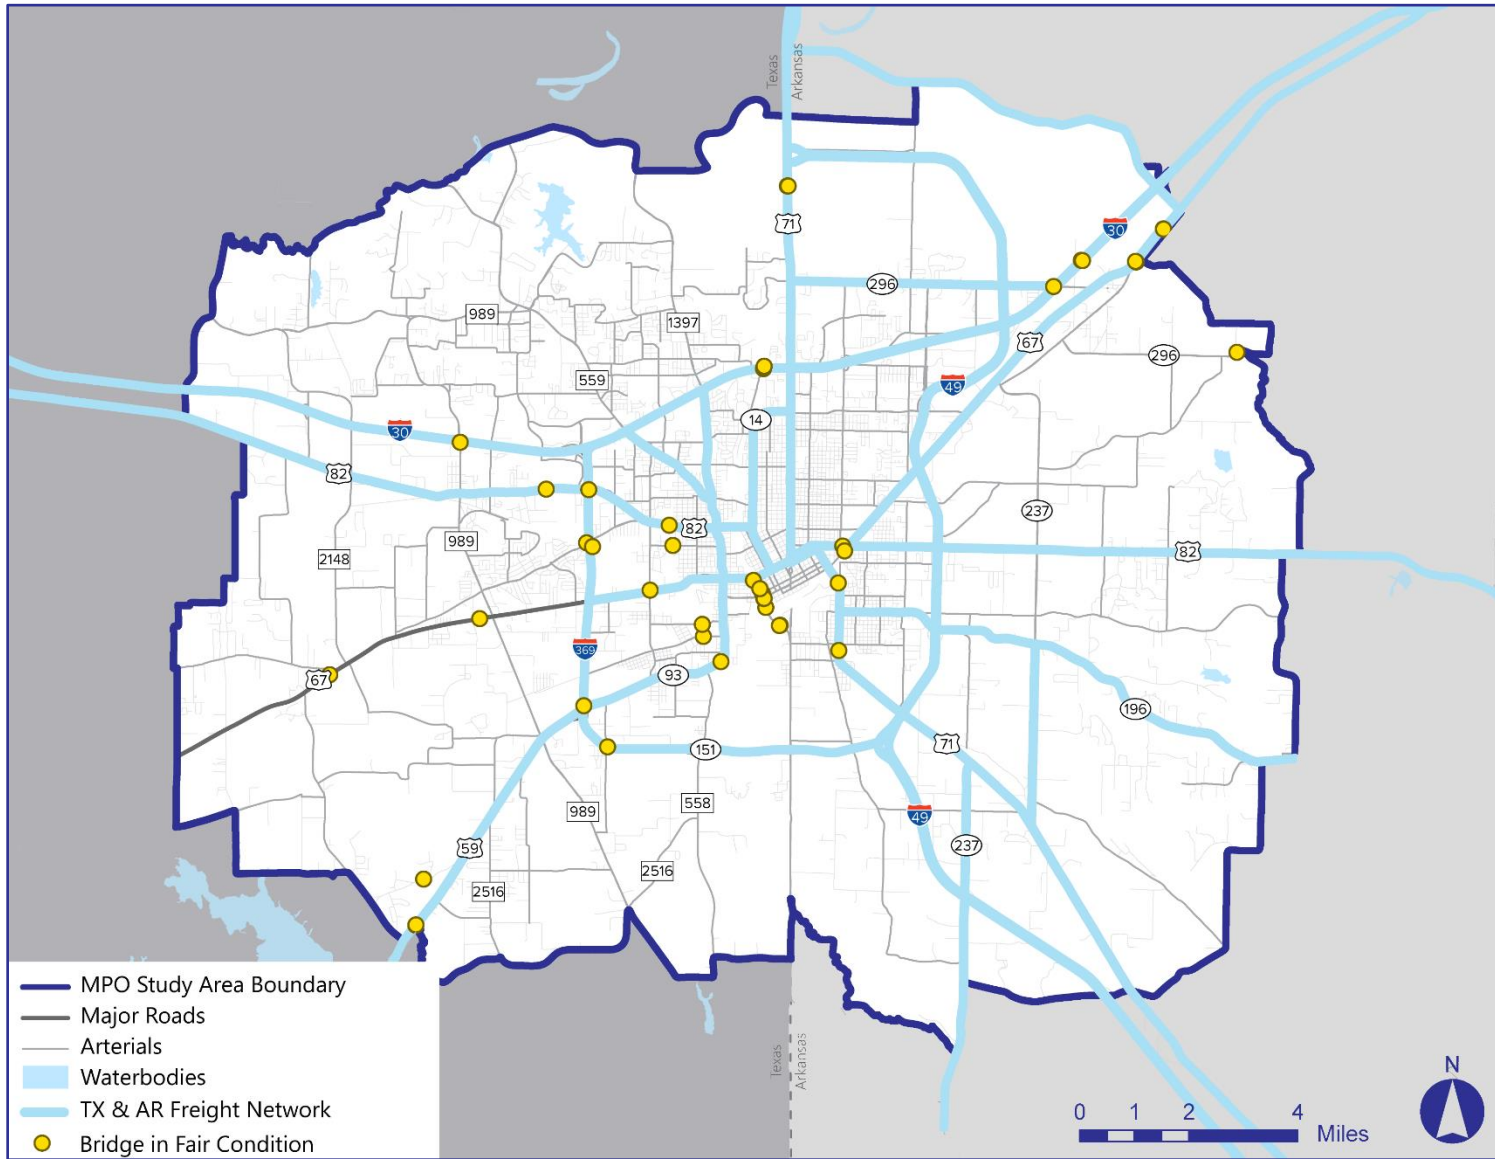 Texas
Arkansas
71
30
296
989
1397
67
296
559
49
14
30
82
82
237
989
82
2148
369
67
93
196
71
151
989
558
49
59
237
2516
2516
MPO Study Area Boundary
Major Roads
Arterials
Waterbodies
TX & AR Freight Network
Bridge in Fair Condition
Texas
Arkansas
N
0 1 2 4
Miles